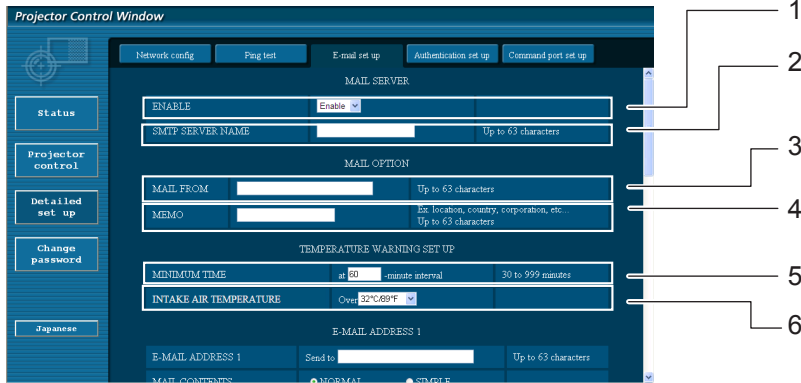 Projector Control Window
Network config Ping test E-mail set up Authentication set up Command port set up
MAIL SERVER
ENABLE Enable
SMTP SERVER NAME Up to 63 characters
MAIL OPTION
MAIL FROM Up to 63 characters
MEMO Ex. location, country, corporation, etc...
Up to 63 characters
TEMPERATURE WARNING SET UP
MINIMUM TIME at 60 -minute interval 30 to 999 minutes
INTAKE AIR TEMPERATURE Over 32°C/89°F
E-MAIL ADDRESS 1
E-MAIL ADDRESS 1 Send to Up to 63 characters
MAIL CONTENTS NORMAL SIMPLE
Status
Projector
control
Detailed
set up
Change
password
Japanese
1
2
3
4
5
6